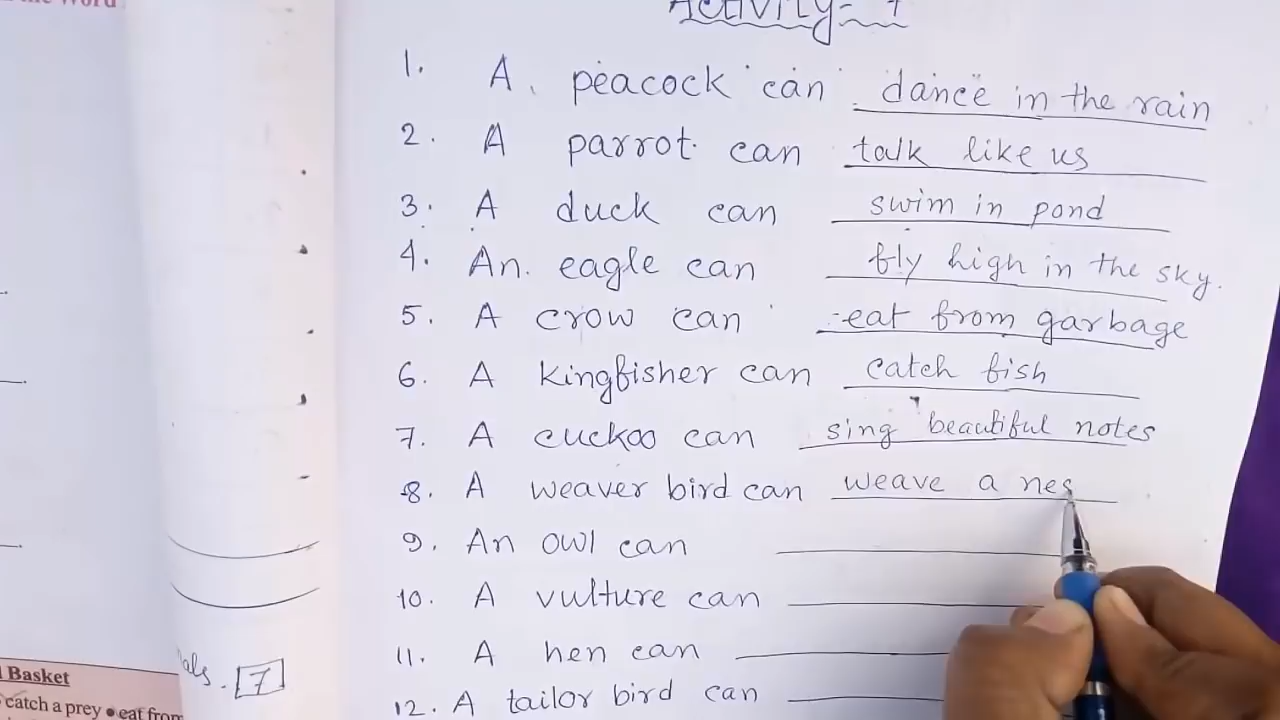 Activity - 7
1. A peacock can dance in the rain
2. A parrot can talk like us
3. A duck can swim in pond
4. An eagle can fly high in the sky.
5. A crow can eat from garbage
6. A kingfisher can catch fish
7. A cuckoo can sing beautiful notes
8. A weaver bird can weave a nes
9. An owl can
10. A vulture can
11. A hen can
12. A tailor bird can
7
Basket
catch a prey • eat from